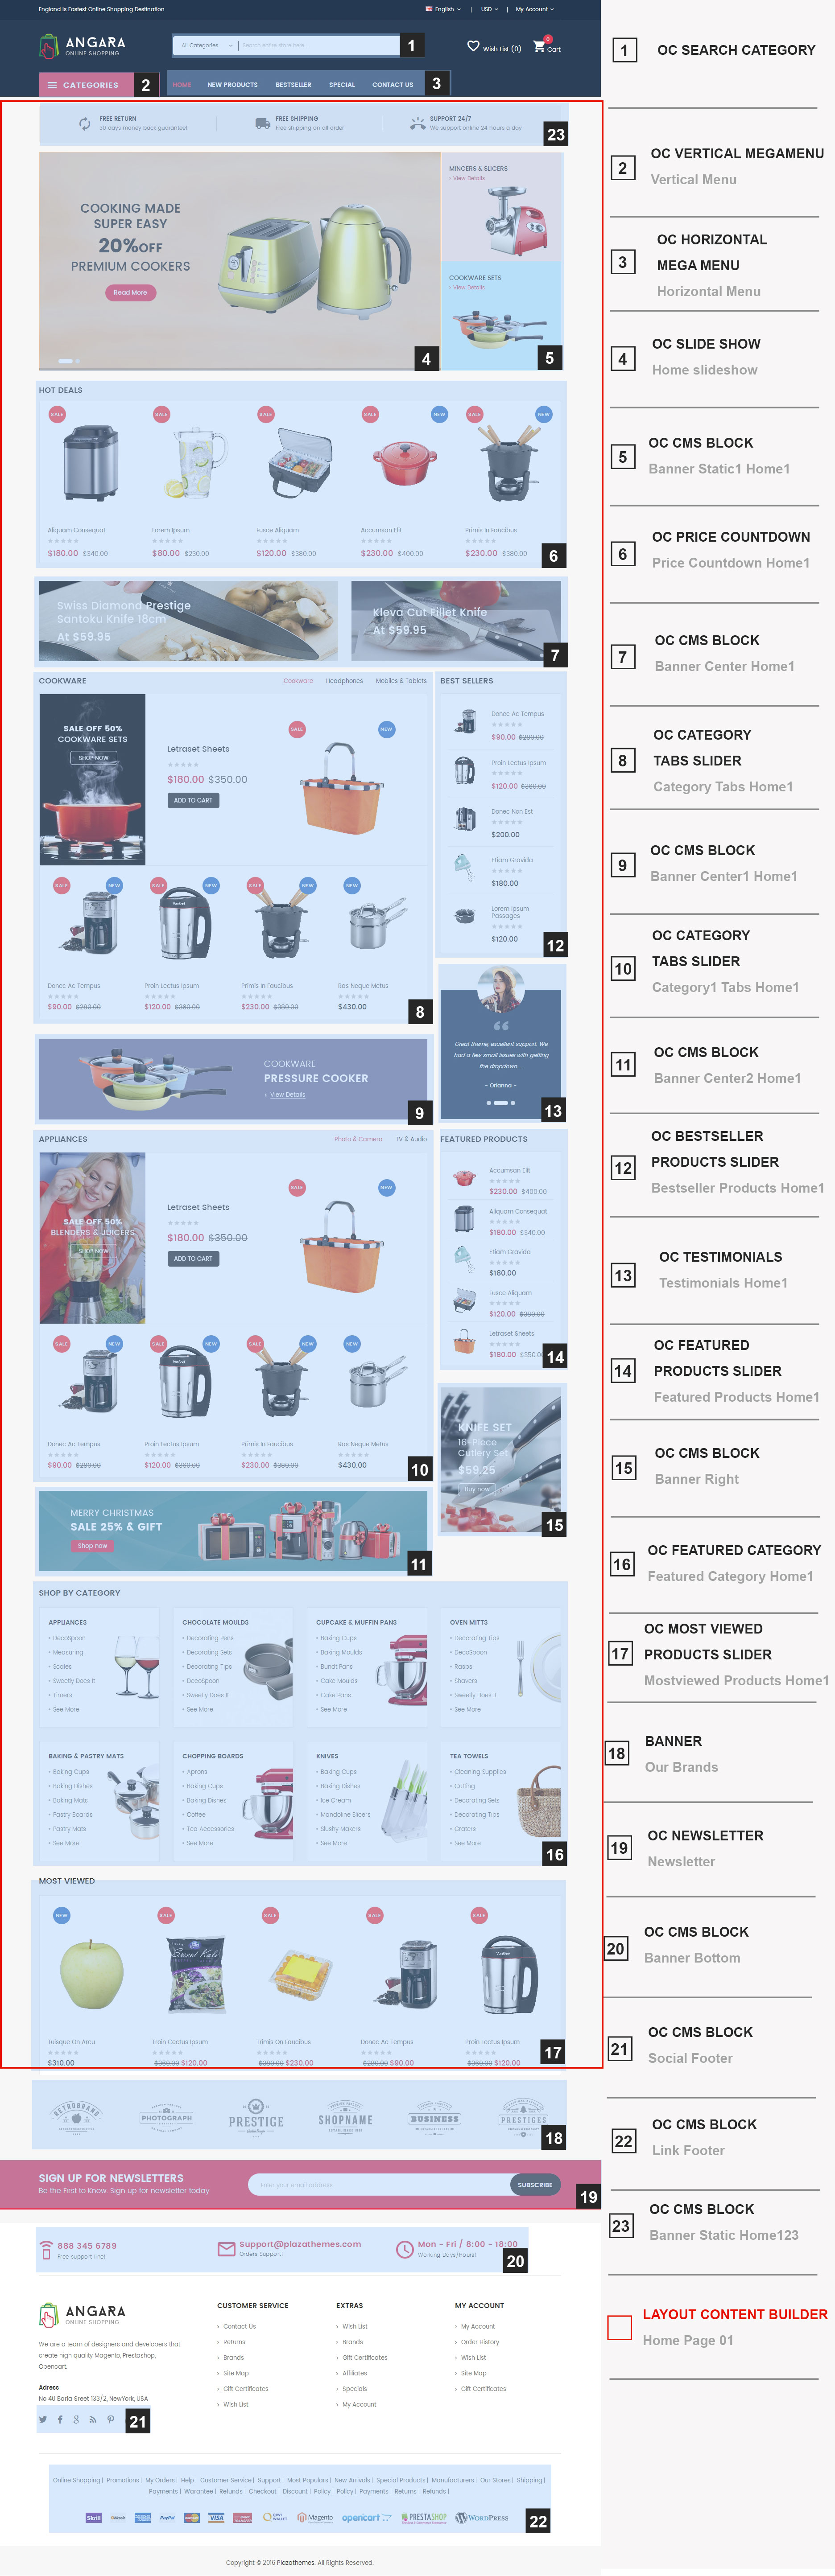 England Is Fastest Online Shopping Destination
English
USD
My Account
ANGARA
ONLINE SHOPPING
All Categories
Search entire store here...
1
Wish List (0)
0
Cart
CATEGORIES
2
HOME
NEW PRODUCTS
BESTSELLER
SPECIAL
CONTACT US
3
FREE RETURN
30 days money back guarantee!
FREE SHIPPING
Free shipping on all order
SUPPORT 24/7
We support online 24 hours a day
23
COOKING MADE
SUPER EASY
20%OFF
PREMIUM COOKERS
Read More
4
MINCERS & SLICERS
View Details
COOKWARE SETS
View Details
5
HOT DEALS
SALE
SALE
SALE
SALE
NEW
SALE
NEW
Aliquam Consequat
Lorem Ipsum
Fusce Aliquam
Accumsan Elit
Primis In Faucibus
$180.00 $340.00
$80.00 $230.00
$120.00 $380.00
$230.00 $400.00
$230.00 $380.00
6
Swiss Diamond Prestige
Santoku Knife 18cm
At $59.95
Kleva Cut Fillet Knife
At $59.95
7
COOKWARE
Cookware
Headphones
Mobiles & Tablets
SALE OFF 50%
COOKWARE SETS
SHOP NOW
Letraset Sheets
$180.00 $350.00
ADD TO CART
SALE
NEW
SALE
NEW
SALE
NEW
SALE
NEW
NEW
Donec Ac Tempus
Proin Lectus Ipsum
Primis In Faucibus
Ras Neque Metus
$90.00 $280.00
$120.00 $360.00
$230.00 $380.00
$430.00
8
BEST SELLERS
Donec Ac Tempus
$90.00 $280.00
Proin Lectus Ipsum
$120.00 $360.00
Donec Non Est
$200.00
Etiam Gravida
$180.00
Lorem Ipsum
Passages
$120.00
12
Great theme, excellent support. We
had a few small issues with getting
the dropdown...
- Orianna -
13
COOKWARE
PRESSURE COOKER
View Details
9
APPLIANCES
Photo & Camera
TV & Audio
SALE OFF 50%
BLENDERS & JUICERS
SHOP NOW
Letraset Sheets
$180.00 $350.00
ADD TO CART
SALE
NEW
SALE
NEW
SALE
NEW
SALE
NEW
NEW
Donec Ac Tempus
Proin Lectus Ipsum
Primis In Faucibus
Ras Neque Metus
$90.00 $280.00
$120.00 $360.00
$230.00 $380.00
$430.00
10
FEATURED PRODUCTS
Accumsan Elit
$230.00 $400.00
Aliquam Consequat
$180.00 $340.00
Etiam Gravida
$180.00
Fusce Aliquam
$120.00 $380.00
Letraset Sheets
$180.00
14
KNIFE SET
16-Piece
Cutlery Set
$59.25
Buy now
15
MERRY CHRISTMAS
SALE 25% & GIFT
Shop now
11
SHOP BY CATEGORY
APPLIANCES
DecoSpoon
Measuring
Scales
Sweetly Does It
Timers
See More
CHOCOLATE MOULDS
Decorating Pens
Decorating Sets
Decorating Tips
DecoSpoon
Sweetly Does It
See More
CUPCAKE & MUFFIN PANS
Baking Cups
Baking Moulds
Bundt Pans
Cake Moulds
Cake Pans
See More
OVEN MITTS
Decorating Tips
DecoSpoon
Rasps
Shavers
Sweetly Does It
See More
BAKING & PASTRY MATS
Baking Cups
Baking Dishes
Baking Mats
Pastry Boards
Pastry Mats
See More
CHOPPING BOARDS
Aprons
Baking Cups
Baking Dishes
Coffee
Tea Accessories
See More
KNIVES
Baking Cups
Baking Dishes
Ice Cream
Mandoline Slicers
Slushy Makers
See More
TEA TOWELS
Cleaning Supplies
Cutting
Decorating Sets
Decorating Tips
Graters
See More
16
MOST VIEWED
NEW
SALE
SALE
SALE
SALE
Tuisque On Arcu
Troin Cectus Ipsum
Trimis On Faucibus
Donec Ac Tempus
Proin Lectus Ipsum
$310.00
$360.00 $120.00
$380.00 $230.00
$280.00 $90.00
$360.00 $120.00
17
RETROBRAND
PHOTOGRAPH
PRESTIGE
SHOPNAME
BUSINESS
PRESTIGES
18
SIGN UP FOR NEWSLETTERS
Be the First to Know. Sign up for newsletter today
Enter your email address
SUBSCRIBE
19
888 345 6789
Free support line!
Support@plazathemes.com
Orders Support!
Mon - Fri / 8:00 - 18:00
Working Days/Hours!
20
ANGARA
ONLINE SHOPPING
We are a team of designers and developers that
create high quality Magento, Prestashop,
Opencart.
Adress
No 40 Baria Sreet 133/2, NewYork, USA
21
CUSTOMER SERVICE
Contact Us
Returns
Brands
Site Map
Gift Certificates
Wish List
EXTRAS
Wish List
Brands
Gift Certificates
Affiliates
Specials
My Account
MY ACCOUNT
My Account
Order History
Wish List
Site Map
Gift Certificates
Online Shopping | Promotions | My Orders | Help | Customer Service | Support | Most Populars | New Arrivals | Special Products | Manufacturers | Our Stores | Shipping |
Payments | Warantee | Refunds | Checkout | Discount | Policy | Policy | Payments | Returns | Refunds |
Skrill
PayPal
VISA
Magento
opencart
PRESTASHOP
WORDPRESS
22
Copyright © 2016 Plazathemes. All Rights Reserved.
1
OC SEARCH CATEGORY
2
OC VERTICAL MEGAMENU
Vertical Menu
3
OC HORIZONTAL
MEGA MENU
Horizontal Menu
4
OC SLIDE SHOW
Home slideshow
5
OC CMS BLOCK
Banner Static1 Home1
6
OC PRICE COUNTDOWN
Price Countdown Home1
7
OC CMS BLOCK
Banner Center Home1
8
OC CATEGORY
TABS SLIDER
Category Tabs Home1
9
OC CMS BLOCK
Banner Center1 Home1
10
OC CATEGORY
TABS SLIDER
Category1 Tabs Home1
11
OC CMS BLOCK
Banner Center2 Home1
12
OC BESTSELLER
PRODUCTS SLIDER
Bestseller Products Home1
13
OC TESTIMONIALS
Testimonials Home1
14
OC FEATURED
PRODUCTS SLIDER
Featured Products Home1
15
OC CMS BLOCK
Banner Right
16
OC FEATURED CATEGORY
Featured Category Home1
17
OC MOST VIEWED
PRODUCTS SLIDER
Mostviewed Products Home1
18
BANNER
Our Brands
19
OC NEWSLETTER
Newsletter
20
OC CMS BLOCK
Banner Bottom
21
OC CMS BLOCK
Social Footer
22
OC CMS BLOCK
Link Footer
23
OC CMS BLOCK
Banner Static Home123
LAYOUT CONTENT BUILDER
Home Page 01